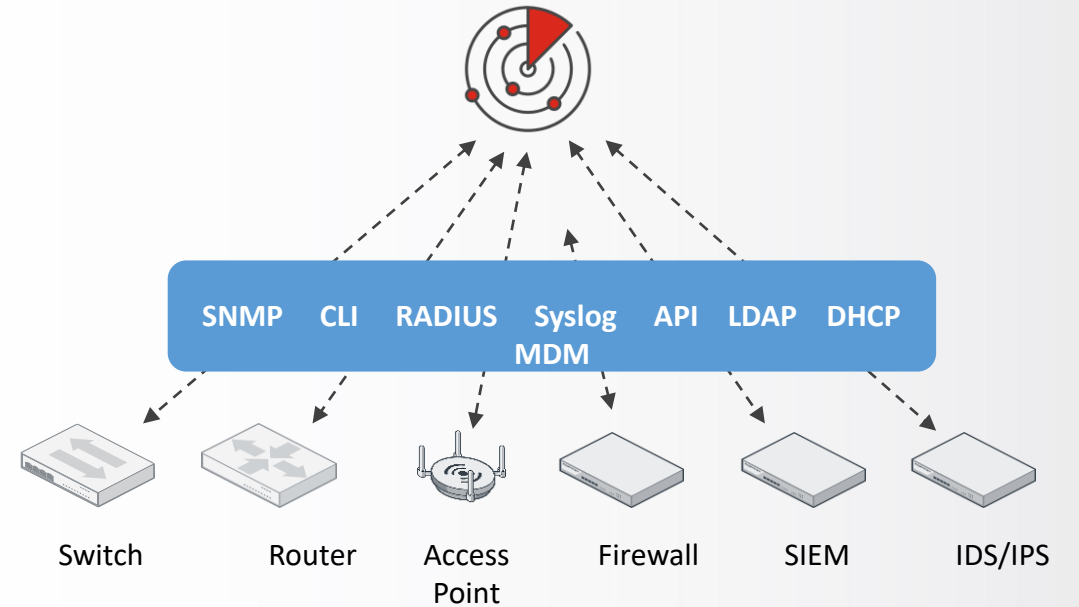 SNMP CLI RADIUS Syslog API LDAP DHCP
MDM
Switch Router Access Firewall SIEM IDS/IPS
Point